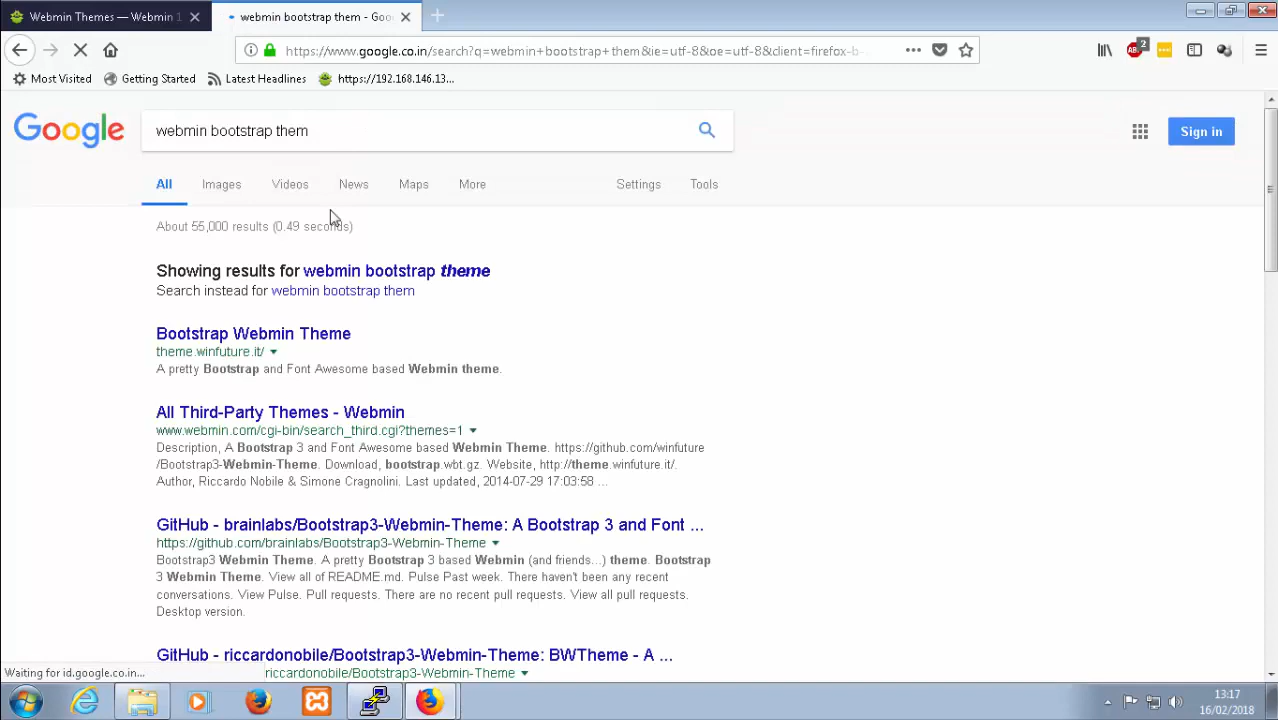 Webmin Themes — Webmin 1
webmin bootstrap them - Goo
https://www.google.co.in/search?q=webmin+bootstrap+them&ie=utf-8&oe=utf-8&client=firefox-b-
2
Most Visited
Getting Started
Latest Headlines
https://192.168.146.13...
Google
webmin bootstrap them
Sign in
All
Images
Videos
News
Maps
More
Settings
Tools
About 55,000 results (0.49 seconds)
Showing results for webmin bootstrap theme
Search instead for webmin bootstrap them
Bootstrap Webmin Theme
theme.winfuture.it/
A pretty Bootstrap and Font Awesome based Webmin theme.
All Third-Party Themes - Webmin
www.webmin.com/cgi-bin/search_third.cgi?themes=1
Description, A Bootstrap 3 and Font Awesome based Webmin Theme. https://github.com/winfuture
/Bootstrap3-Webmin-Theme. Download, bootstrap.wbt.gz. Website, http://theme.winfuture.it/.
Author, Riccardo Nobile & Simone Cragnolini. Last updated, 2014-07-29 17:03:58 ...
GitHub - brainlabs/Bootstrap3-Webmin-Theme: A Bootstrap 3 and Font ...
https://github.com/brainlabs/Bootstrap3-Webmin-Theme
Bootstrap3 Webmin Theme. A pretty Bootstrap 3 based Webmin (and friends...) theme. Bootstrap
3 Webmin Theme. View all of README.md. Pulse Past week. There haven't been any recent
conversations. View Pulse. Pull requests. There are no recent pull requests. View all pull requests.
Desktop version.
GitHub - riccardonobile/Bootstrap3-Webmin-Theme: BWTheme - A ...
riccardonobile/Bootstrap3-Webmin-Theme
Waiting for id.google.co.in...
13:17
16/02/2018